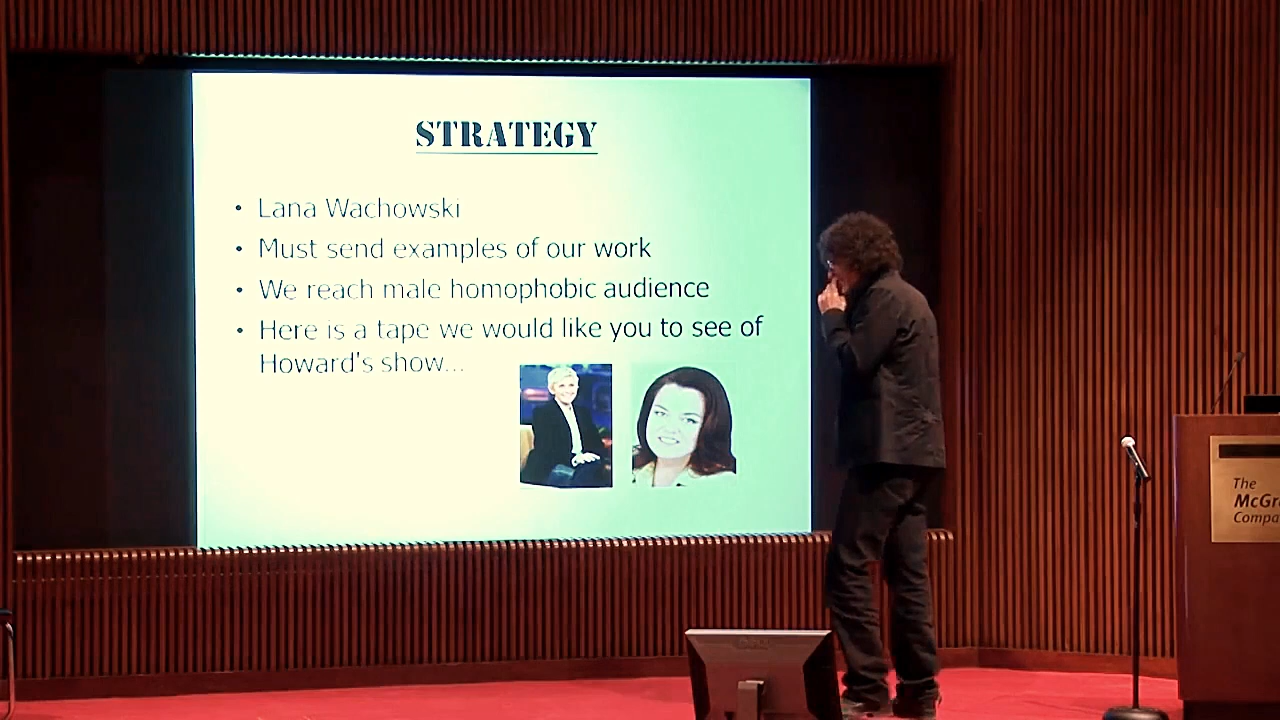 STRATEGY
• Lana Wachowski
• Must send examples of our work
• We reach male homophobic audience
• Here is a tape we would like you to see of
Howard's show...
The
McGr
Compa